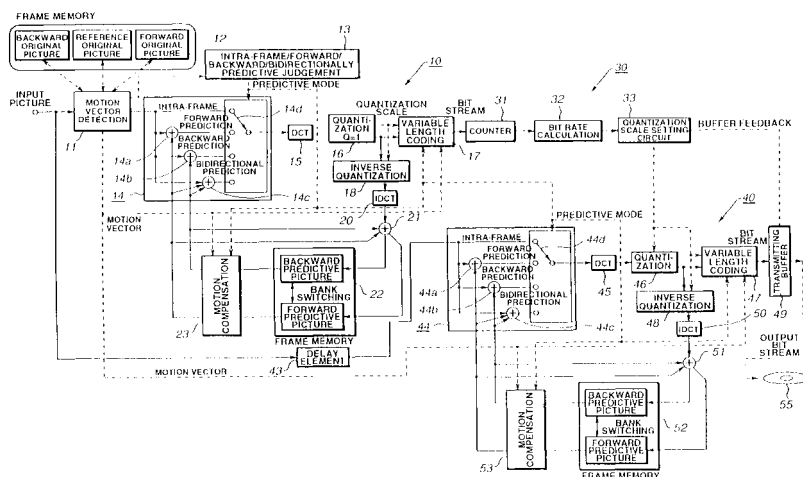 FRAME MEMORY
BACKWARD ORIGINAL PICTURE
REFERENCE ORIGINAL PICTURE
FORWARD ORIGINAL PICTURE
12
13
INTRA-FRAME/FORWARD/
BACKWARD/BIDIRECTIONALLY
PREDICTIVE JUDGEMENT
INPUT PICTURE
MOTION VECTOR DETECTION
11
PREDICTIVE MODE
INTRA-FRAME
FORWARD PREDICTION
BACKWARD PREDICTION
BIDIRECTIONAL PREDICTION
14a
14b
14c
14d
14
DCT
15
10
QUANTIZATION SCALE
QUANTI-
ZATION
Q=1
16
VARIABLE LENGTH CODING
17
BIT STREAM
INVERSE QUANTIZATION
18
IDCT
20
21
30
COUNTER
31
BIT RATE CALCULATION
32
QUANTIZATION SCALE SETTING CIRCUIT
33
BUFFER FEEDBACK
MOTION VECTOR
MOTION COMPENSATION
23
BACKWARD PREDICTIVE PICTURE
BANK SWITCHING
FORWARD PREDICTIVE PICTURE
22
FRAME MEMORY
DELAY ELEMENT
43
MOTION VECTOR
PREDICTIVE MODE
INTRA-FRAME
FORWARD PREDICTION
BACKWARD PREDICTION
BIDIRECTIONAL PREDICTION
44a
44b
44c
44d
44
DCT
45
40
QUANTI-
ZATION
46
BIT STREAM
VARIABLE LENGTH CODING
47
TRANSMITTING BUFFER
49
INVERSE QUANTIZATION
48
IDCT
50
51
OUTPUT BIT STREAM
55
MOTION COMPENSATION
53
BACKWARD PREDICTIVE PICTURE
BANK SWITCHING
FORWARD PREDICTIVE PICTURE
52
FRAME MEMORY